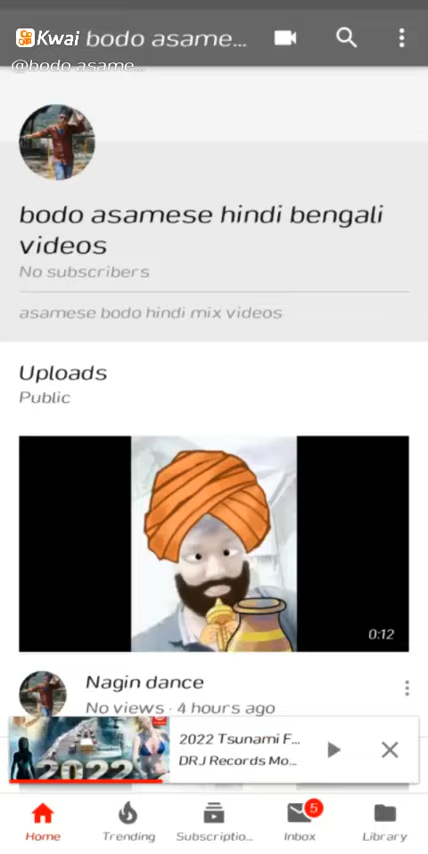 Kwai bodo asame...
@bodo asame...
bodo asamese hindi bengali
videos
No subscribers
asamese bodo hindi mix videos
Uploads
Public
0:12
Nagin dance
No views · 4 hours ago
2022
2022 Tsunami F...
DRJ Records Mo...
5
Home
Trending
Subscriptio...
Inbox
Library